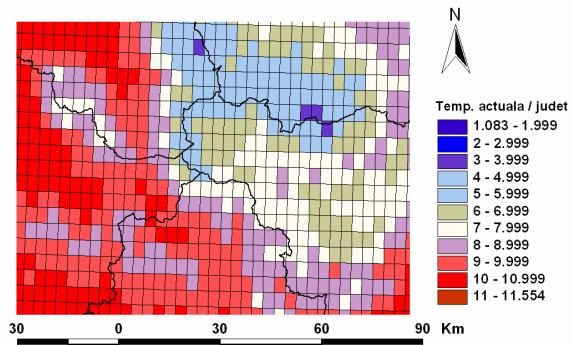 N
Temp. actuala / judet
1.083 - 1.999
2 - 2.999
3 - 3.999
4 - 4.999
5 - 5.999
6 - 6.999
7 - 7.999
8 - 8.999
9 - 9.999
10 - 10.999
11 - 11.554
30 0 30 60 90 Km